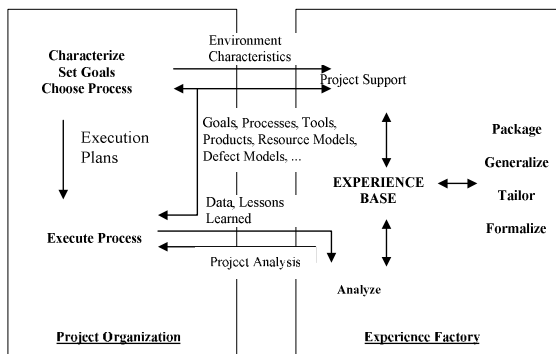 Characterize
Set Goals
Choose Process
Environment
Characteristics
Project Support
Execution
Plans
Goals, Processes, Tools,
Products, Resource Models,
Defect Models, ...
Package
Generalize
EXPERIENCE
BASE
Tailor
Formalize
Data, Lessons
Learned
Execute Process
Project Analysis
Analyze
Project Organization
Experience Factory